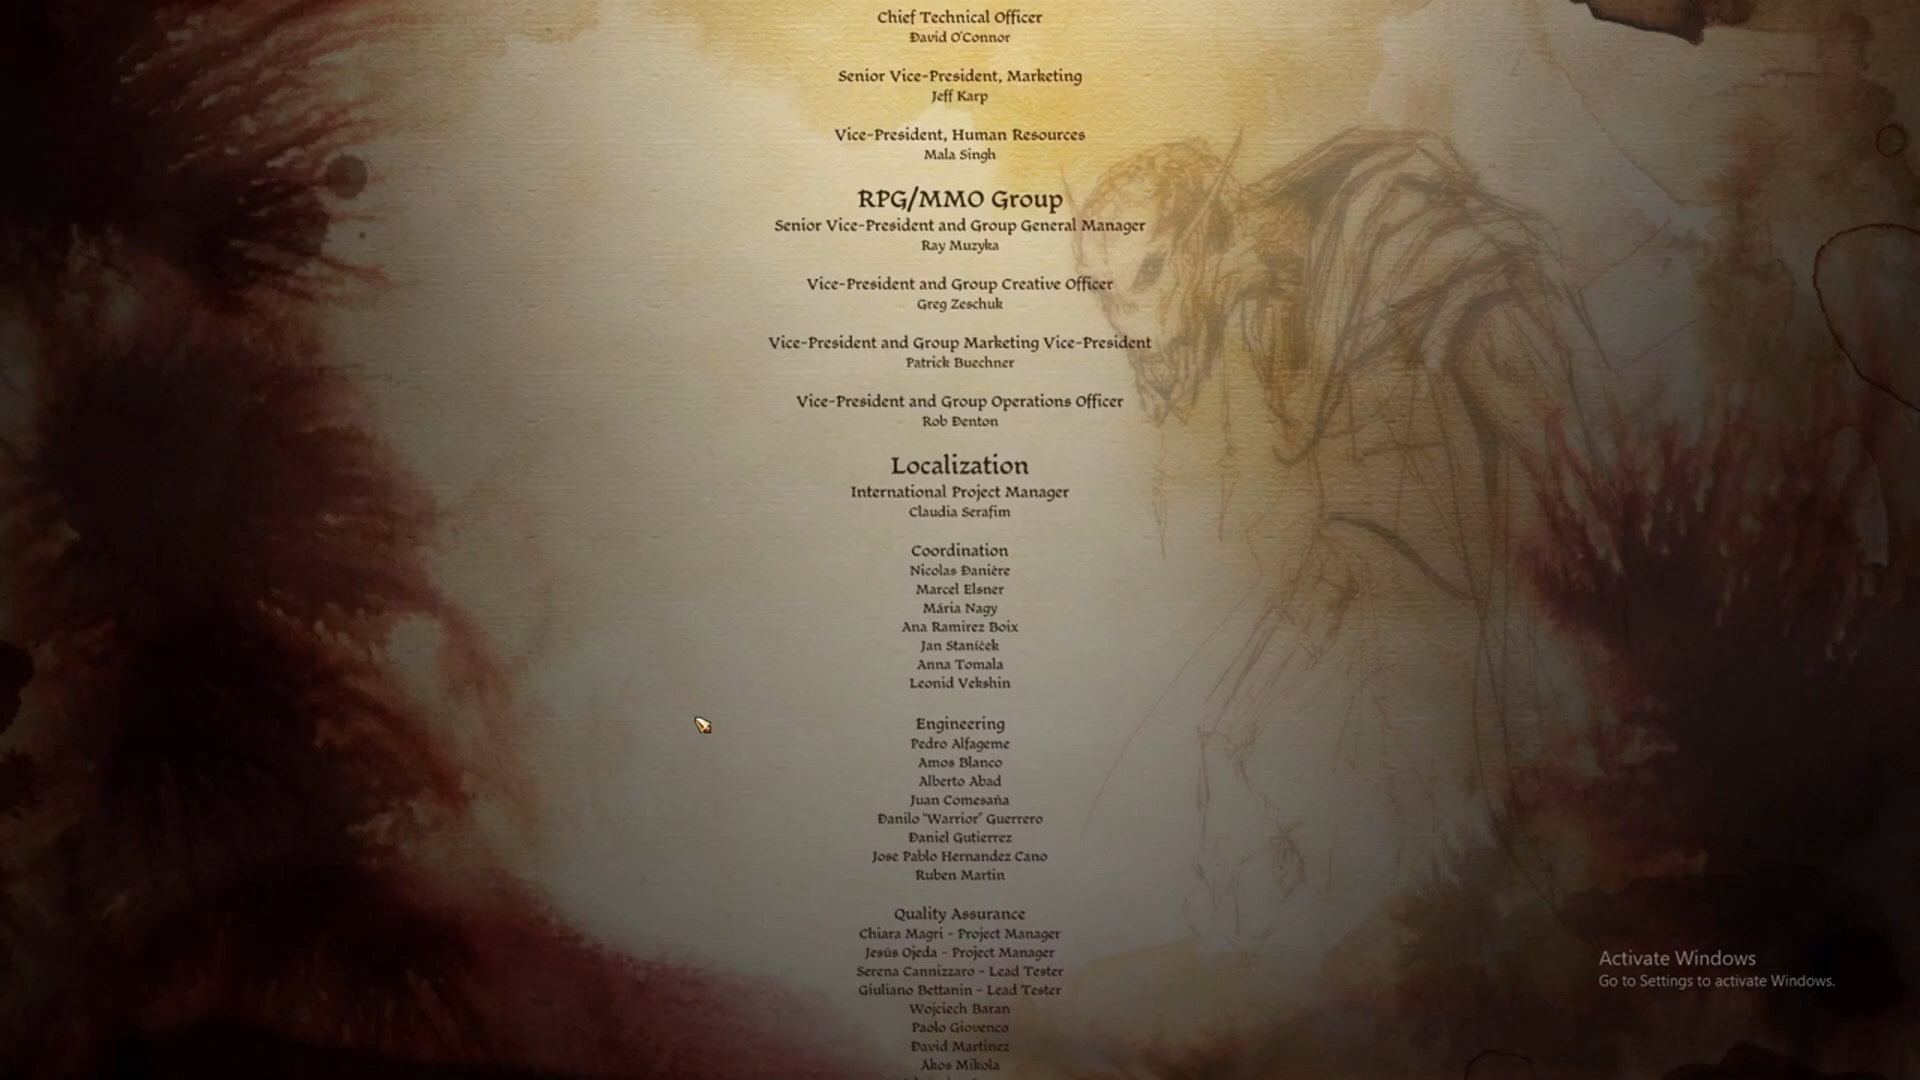 Chief Technical Officer
David O'Connor
Senior Vice-President, Marketing
Jeff Karp
Vice-President, Human Resources
Mala Singh
RPG/MMO Group
Senior Vice-President and Group General Manager
Ray Muzyka
Vice-President and Group Creative Officer
Greg Zeschuk
Vice-President and Group Marketing Vice-President
Patrick Buechner
Vice-President and Group Operations Officer
Rob Denton
Localization
International Project Manager
Claudia Serafim
Coordination
Nicolas Danière
Marcel Elsner
Mária Nagy
Ana Ramirez Boix
Jan Staníček
Anna Tomala
Leonid Vekshin
Engineering
Pedro Alfageme
Amos Blanco
Alberto Abad
Juan Comesaña
Danilo "Warrior" Guerrero
Daniel Gutierrez
Jose Pablo Hernandez Cano
Ruben Martin
Quality Assurance
Chiara Magri - Project Manager
Jesús Ojeda - Project Manager
Serena Cannizzaro - Lead Tester
Giuliano Bettanin - Lead Tester
Wojciech Baran
Paolo Giovenco
David Martinez
Ákos Mikola
Activate Windows
Go to Settings to activate Windows.